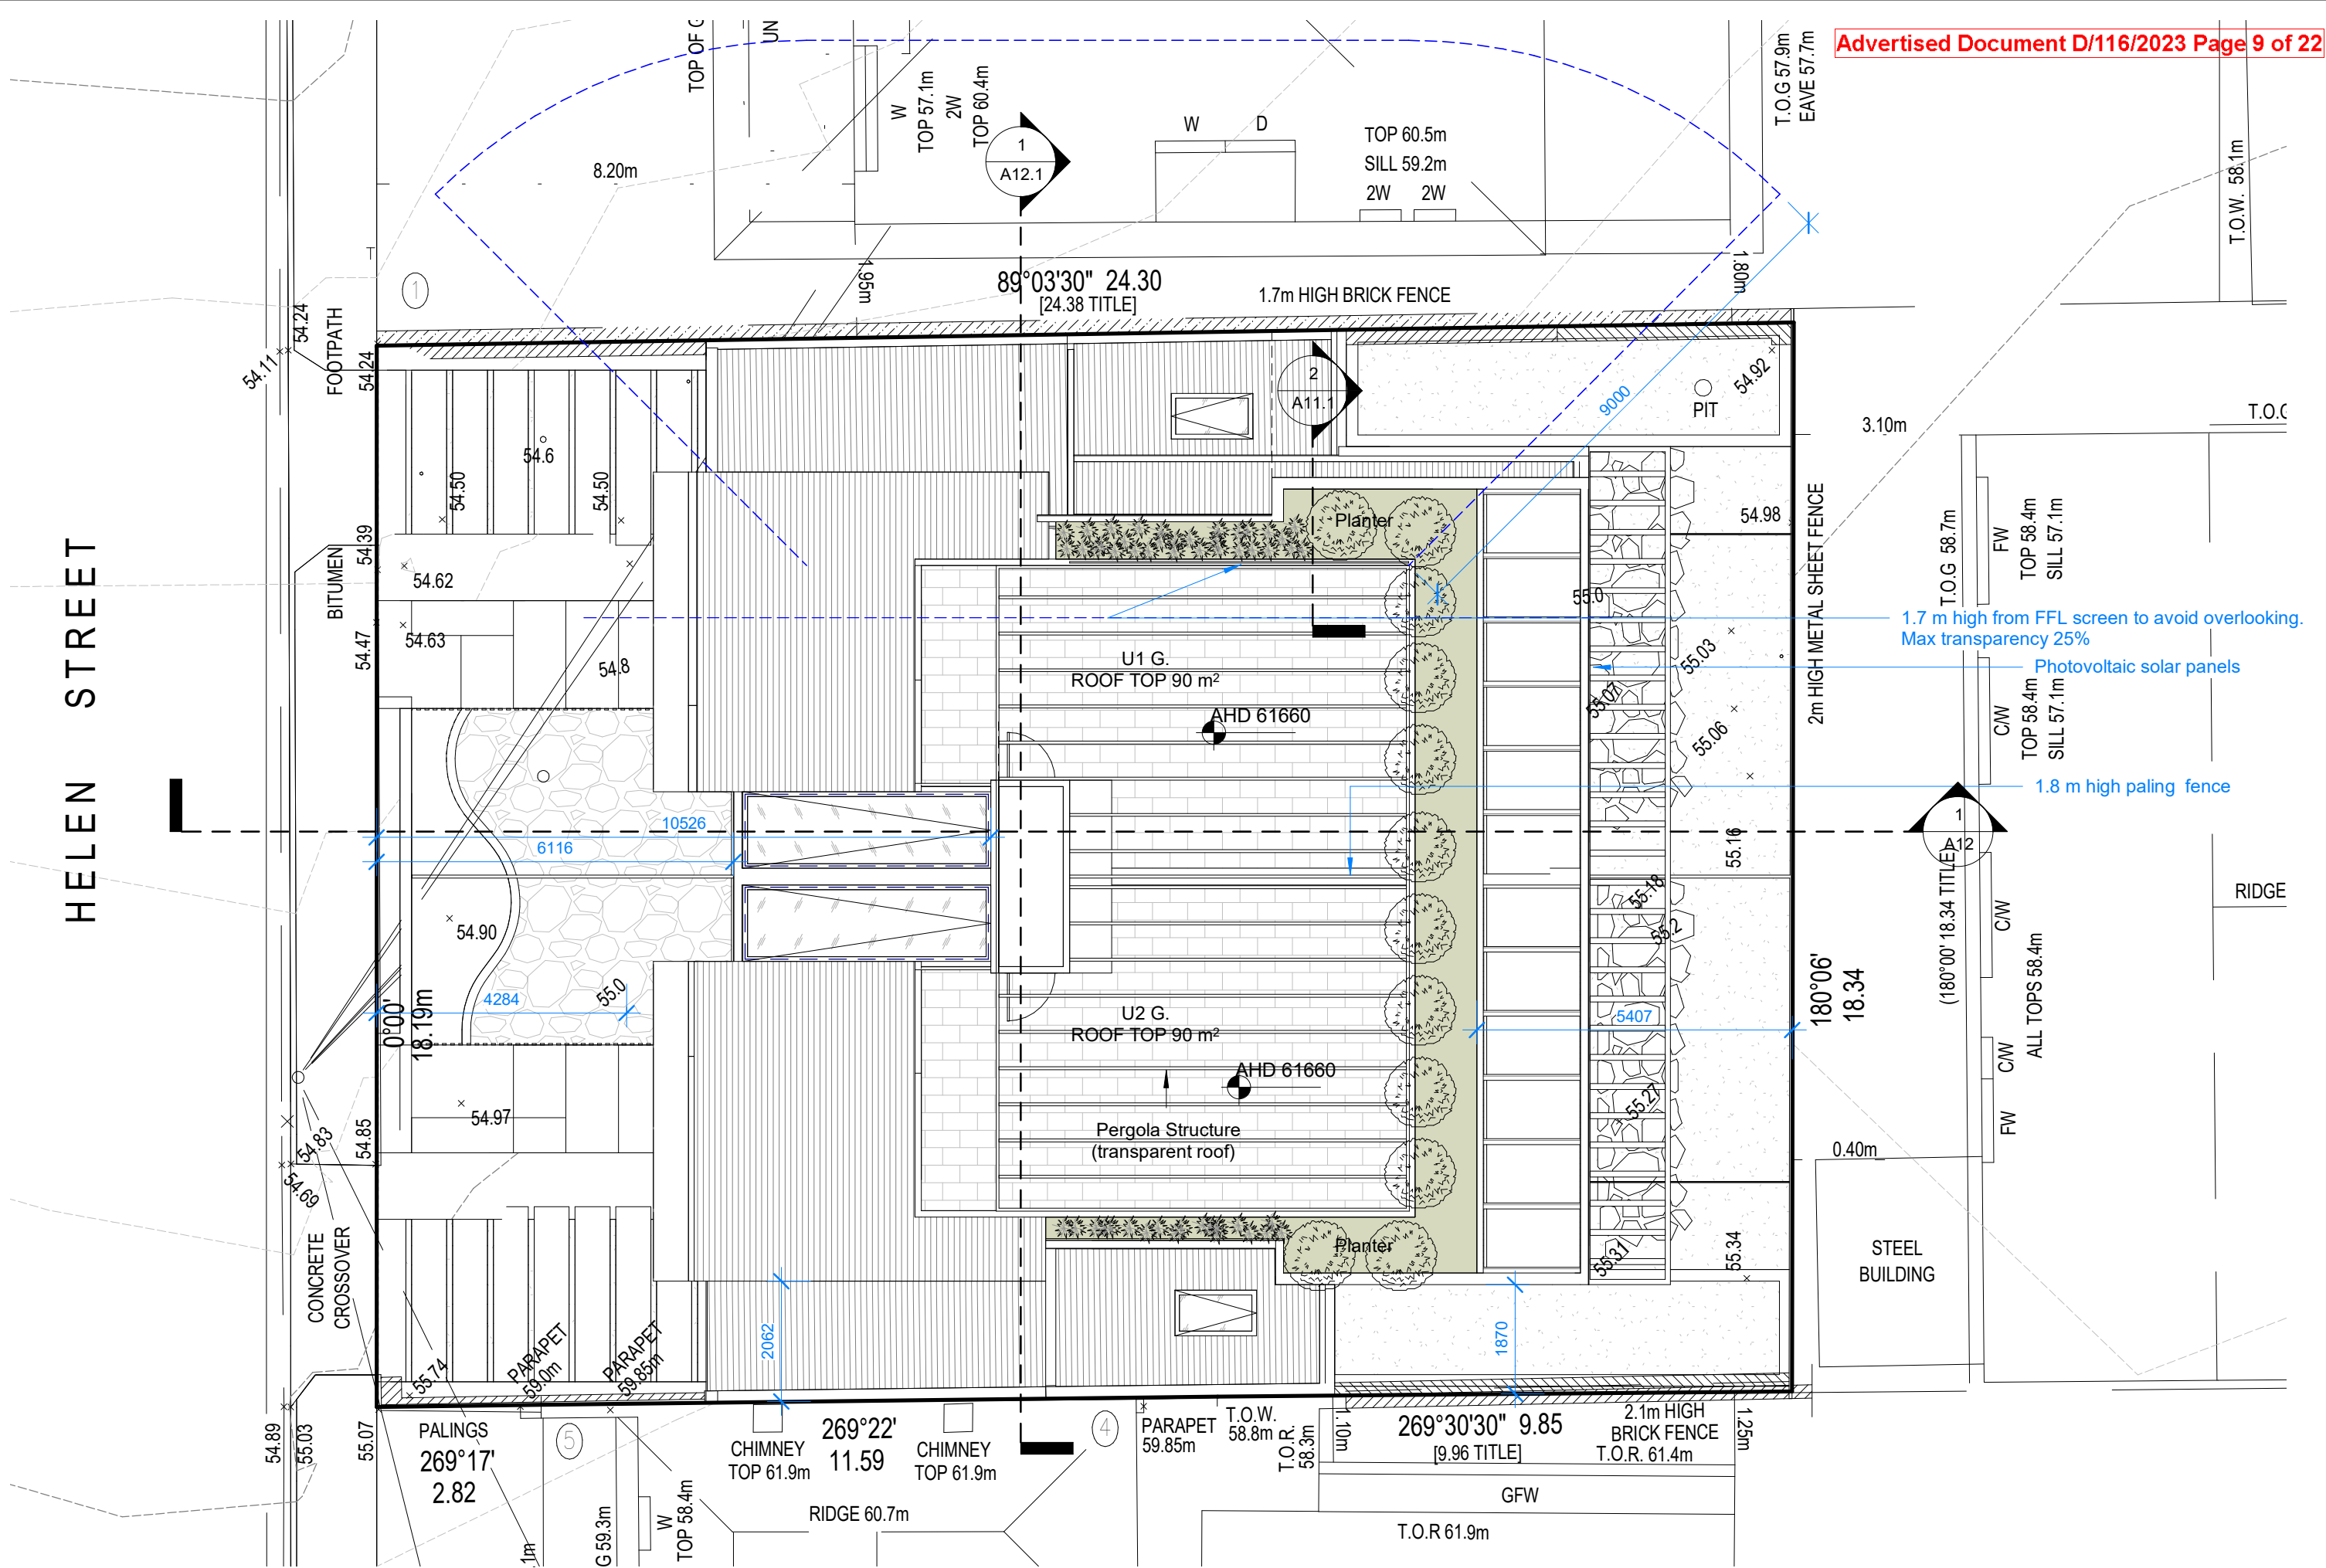 Advertised Document D/116/2023 Page 9 of 22
HELEN STREET
TOP OF G
UN
W
TOP 57.1m
2W
TOP 60.4m
1
A12.1
W
D
TOP 60.5m
SILL 59.2m
2W
2W
T.O.G 57.9m
EAVE 57.7m
T.O.W. 58.1m
8.20m
T
1
1.95m
89°03'30" 24.30
[24.38 TITLE]
1.7m HIGH BRICK FENCE
1.80m
54.24
FOOTPATH
54.11
54.24
2
A11.1
9000
PIT
54.92
3.10m
54.6
54.50
54.50
54.39
BITUMEN
54.62
54.63
54.47
54.8
Planter
54.98
2m HIGH METAL SHEET FENCE
T.O.G 58.7m
FW
TOP 58.4m
SILL 57.1m
55.0
1.7 m high from FFL screen to avoid overlooking.
Max transparency 25%
U1 G.
ROOF TOP 90 m²
55.03
Photovoltaic solar panels
55.07
AHD 61660
55.06
C/W
TOP 58.4m
SILL 57.1m
1.8 m high paling fence
10526
6116
55.16
1
A12
(180°00' 18.34 TITLE)
C/W
RIDGE
55.18
55.2
54.90
4284
55.0
0°00'
18.19m
U2 G.
ROOF TOP 90 m²
5407
180°06'
18.34
ALL TOPS 58.4m
C/W
AHD 61660
54.97
55.27
FW
Pergola Structure
(transparent roof)
54.85
54.83
54.69
0.40m
CONCRETE
CROSSOVER
Planter
55.31
55.34
STEEL
BUILDING
2062
1870
55.74
PARAPET
59.0m
PARAPET
59.85m
54.89
55.03
55.07
PALINGS
269°17'
2.82
5
CHIMNEY
TOP 61.9m
269°22'
11.59
CHIMNEY
TOP 61.9m
4
PARAPET
59.85m
T.O.W.
58.8m
T.O.R.
58.3m
1.10m
269°30'30" 9.85
[9.96 TITLE]
2.1m HIGH
BRICK FENCE
T.O.R. 61.4m
1.25m
G 59.3m
W
TOP 58.4m
RIDGE 60.7m
GFW
T.O.R 61.9m